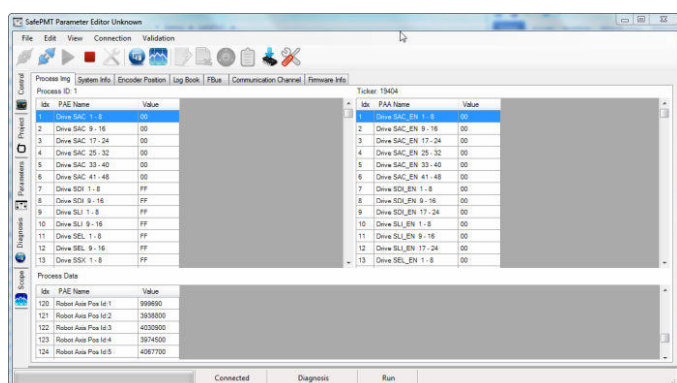 SafePMT Parameter Editor Unknown
File Edit View Connection Validation
Process Img System Info Encoder Position Log Book FBus Communication Channel Firmware Info
Process ID: 1 Ticker: 19404
Idx PAE Name Value Idx PAA Name Value
1 Drive SAC 1 - 8 00 1 Drive SAC_EN 1 - 8 00
2 Drive SAC 9 - 16 00 2 Drive SAC_EN 9 - 16 00
3 Drive SAC 17 - 24 00 3 Drive SAC_EN 17 - 24 00
4 Drive SAC 25 - 32 00 4 Drive SAC_EN 25 - 32 00
5 Drive SAC 33 - 40 00 5 Drive SAC_EN 33 - 40 00
6 Drive SAC 41 - 48 00 6 Drive SAC_EN 41 - 48 00
7 Drive SDI 1 - 8 FF 7 Drive SDI_EN 1 - 8 00
8 Drive SDI 9 - 16 FF 8 Drive SDI_EN 9 - 16 00
9 Drive SLI 1 - 8 FF 9 Drive SDI_EN 17 - 24 00
10 Drive SLI 9 - 16 FF 10 Drive SLI_EN 1 - 8 00
11 Drive SEL 1 - 8 FF 11 Drive SLI_EN 9 - 16 00
12 Drive SEL 9 - 16 FF 12 Drive SLI_EN 17 - 24 00
13 Drive SSX 1 - 8 FF 13 Drive SEL_EN 1 - 8 00
Process Data
Idx PAE Name Value
120 Robot Axis Pos Id:1 999690
121 Robot Axis Pos Id:2 3938800
122 Robot Axis Pos Id:3 4030900
123 Robot Axis Pos Id:4 3974500
124 Robot Axis Pos Id:5 4067700
Control
Project
Parameters
Diagnosis
Scope
Connected Diagnosis Run